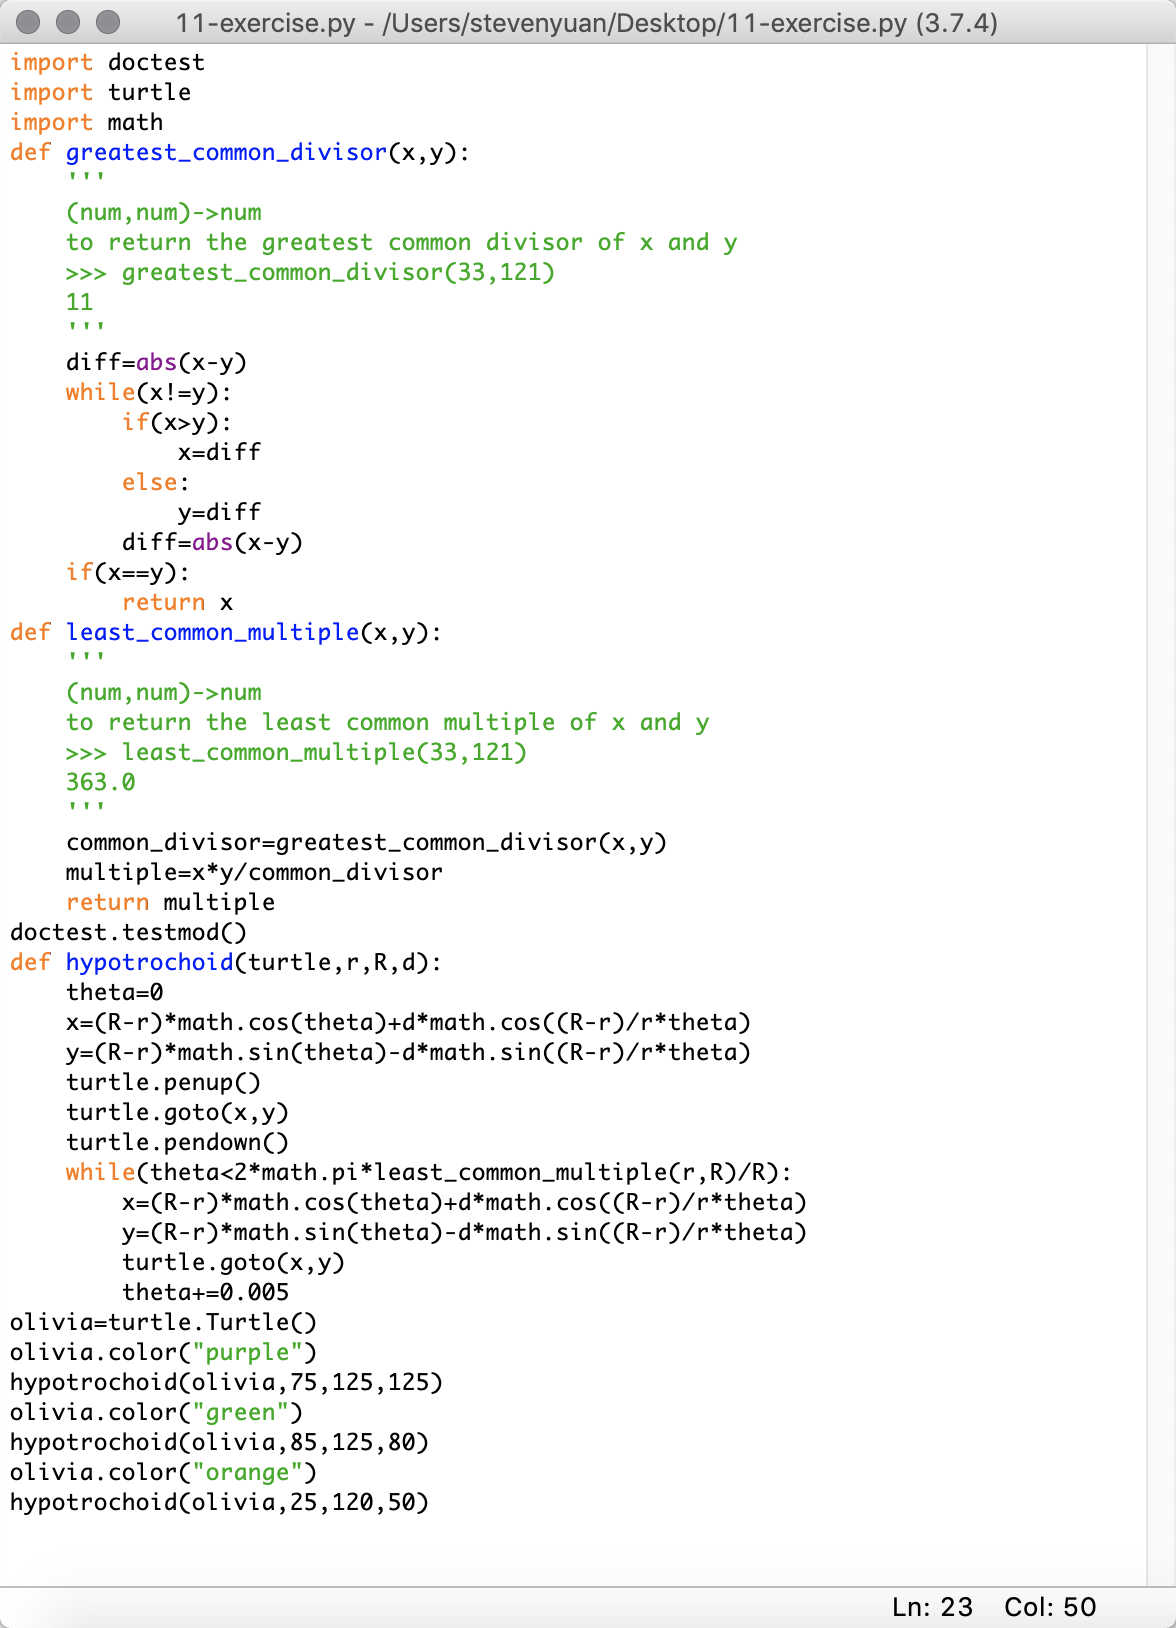 11-exercise.py - /Users/stevenyuan/Desktop/11-exercise.py (3.7.4)
import doctest
import turtle
import math
def greatest_common_divisor(x,y):
    '''
    (num,num)->num
    to return the greatest common divisor of x and y
    >>> greatest_common_divisor(33,121)
    11
    '''
    diff=abs(x-y)
    while(x!=y):
        if(x>y):
            x=diff
        else:
            y=diff
        diff=abs(x-y)
    if(x==y):
        return x
def least_common_multiple(x,y):
    '''
    (num,num)->num
    to return the least common multiple of x and y
    >>> least_common_multiple(33,121)
    363.0
    '''
    common_divisor=greatest_common_divisor(x,y)
    multiple=x*y/common_divisor
    return multiple
doctest.testmod()
def hypotrochoid(turtle,r,R,d):
    theta=0
    x=(R-r)*math.cos(theta)+d*math.cos((R-r)/r*theta)
    y=(R-r)*math.sin(theta)-d*math.sin((R-r)/r*theta)
    turtle.penup()
    turtle.goto(x,y)
    turtle.pendown()
    while(theta<2*math.pi*least_common_multiple(r,R)/R):
        x=(R-r)*math.cos(theta)+d*math.cos((R-r)/r*theta)
        y=(R-r)*math.sin(theta)-d*math.sin((R-r)/r*theta)
        turtle.goto(x,y)
        theta+=0.005
olivia=turtle.Turtle()
olivia.color("purple")
hypotrochoid(olivia,75,125,125)
olivia.color("green")
hypotrochoid(olivia,85,125,80)
olivia.color("orange")
hypotrochoid(olivia,25,120,50)
Ln: 23 Col: 50